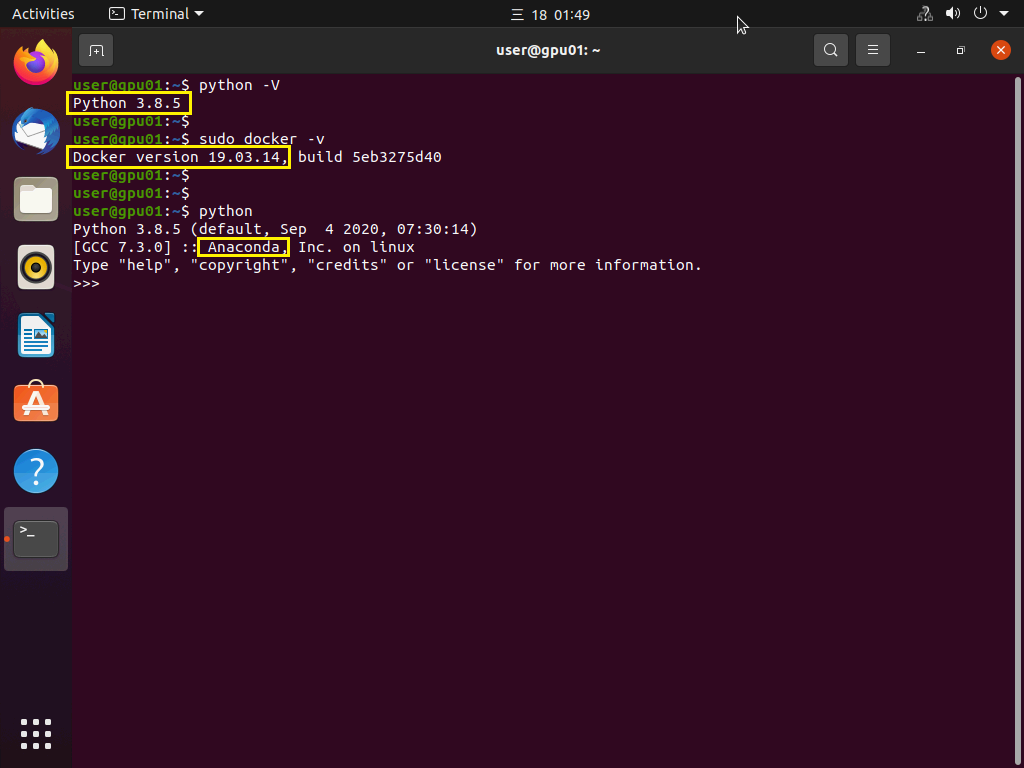 Activities Terminal 三 18 01:49
user@gpu01: ~
user@gpu01:~$ python -V
Python 3.8.5
user@gpu01:~$
user@gpu01:~$ sudo docker -v
Docker version 19.03.14, build 5eb3275d40
user@gpu01:~$
user@gpu01:~$
user@gpu01:~$ python
Python 3.8.5 (default, Sep  4 2020, 07:30:14)
[GCC 7.3.0] :: Anaconda, Inc. on linux
Type "help", "copyright", "credits" or "license" for more information.
>>>